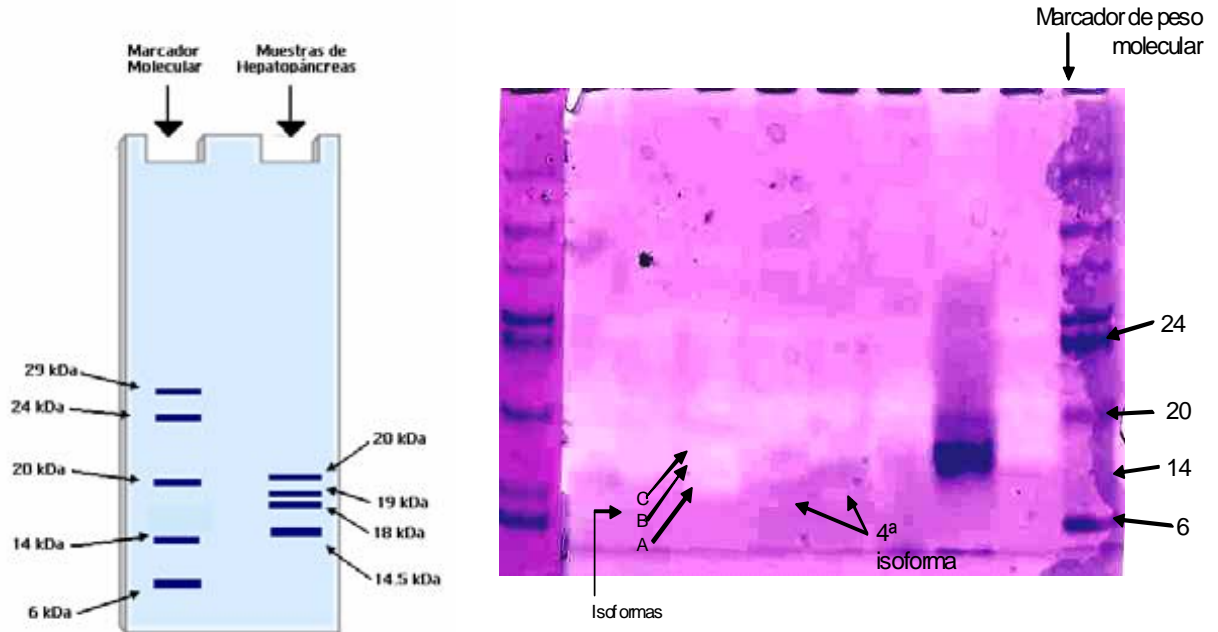 Marcador
Molecular
Muestras de
Hepatopáncreas
29 kDa
24 kDa
20 kDa
14 kDa
6 kDa
20 kDa
19 kDa
18 kDa
14.5 kDa
Marcador de peso
molecular
24
20
14
6
C
B
A
4ª
isoforma
Isoformas